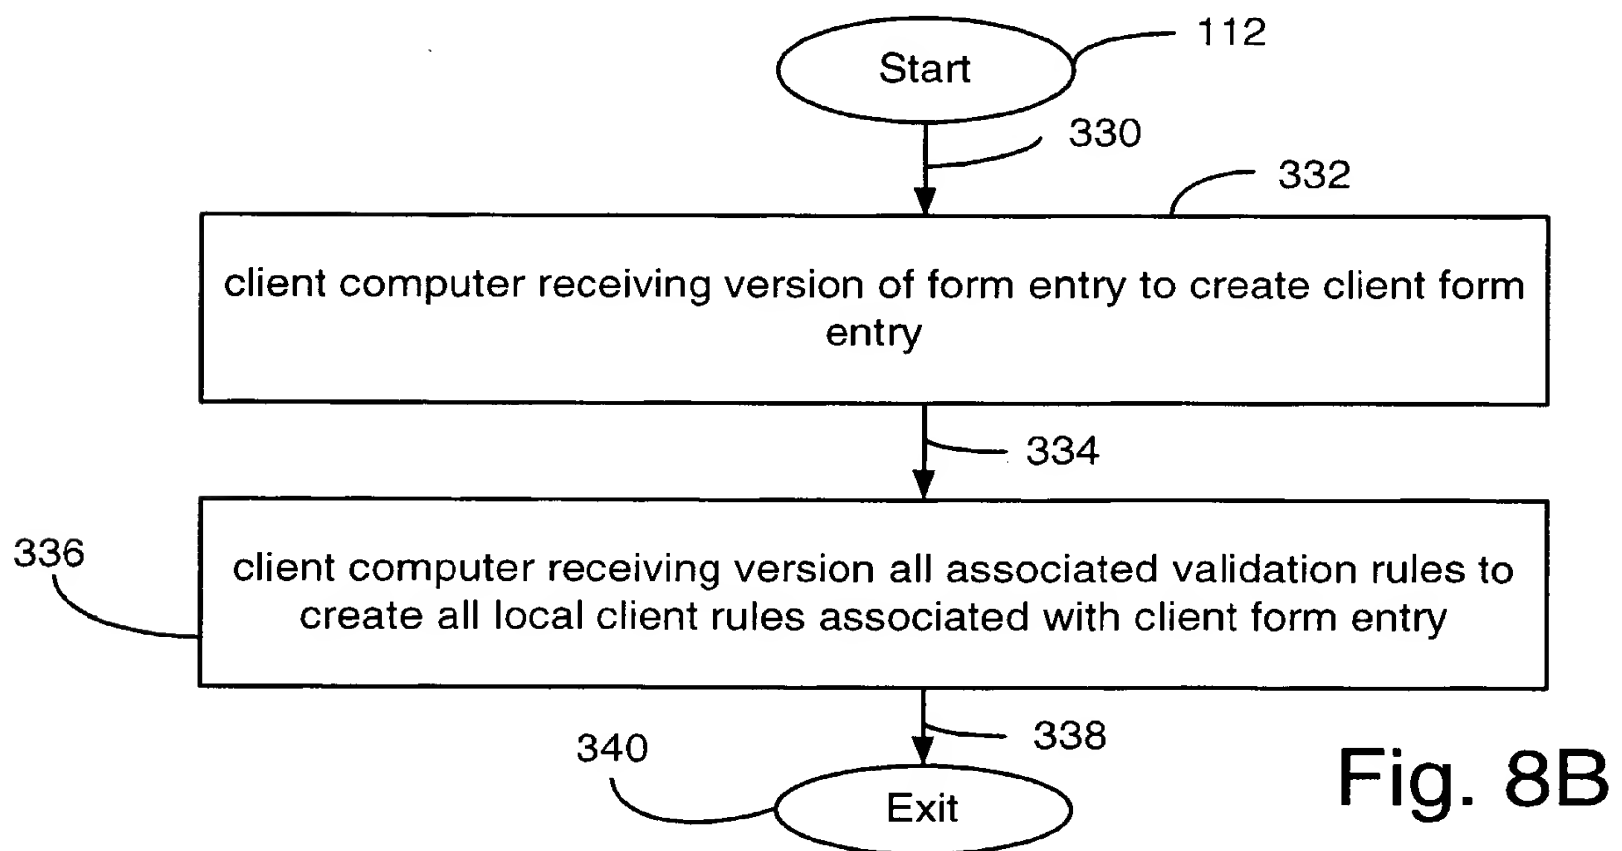 112
Start
330
332
client computer receiving version of form entry to create client form
entry
334
336
client computer receiving version all associated validation rules to
create all local client rules associated with client form entry
338
340
Exit
Fig. 8B